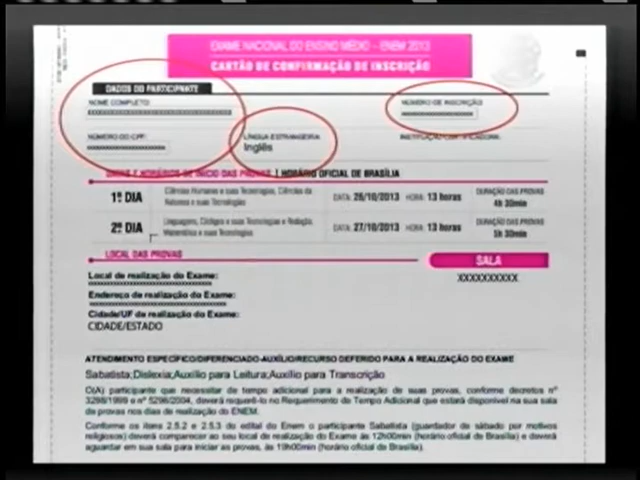 EXAME NACIONAL DO ENSINO MÉDIO - ENEM 2013
CARTÃO DE CONFIRMAÇÃO DE INSCRIÇÃO
DADOS DO PARTICIPANTE
NOME COMPLETO:
NÚMERO DE INSCRIÇÃO:
NÚMERO DO CPF:
LÍNGUA ESTRANGEIRA
INSTITUIÇÃO CERTIFICADORA:
Inglês
DATAS E HORÁRIOS DE INÍCIO DAS PROVAS | HORÁRIO OFICIAL DE BRASÍLIA
1º DIA
Ciências Humanas e suas Tecnologias, Ciências da
Natureza e suas Tecnologias
DATA: 26/10/2013 HORA: 13 horas
DURAÇÃO DAS PROVAS
4h 30min
2º DIA
Linguagens, Códigos e suas Tecnologias e Redação,
Matemática e suas Tecnologias
DATA: 27/10/2013 HORA: 13 horas
DURAÇÃO DAS PROVAS
5h 30min
LOCAL DAS PROVAS
SALA
XXXXXXXXXX
Local de realização do Exame:
Endereço de realização do Exame:
Cidade/UF de realização do Exame:
CIDADE/ESTADO
ATENDIMENTO ESPECÍFICO/DIFERENCIADO-AUXÍLIO/RECURSO DEFERIDO PARA A REALIZAÇÃO DO EXAME
Sabatista;Dislexia;Auxílio para Leitura;Auxílio para Transcrição
O(A) participante que necessitar de tempo adicional para a realização de suas provas, conforme decretos nº
3298/1999 e nº 5296/2004, deverá requerê-lo no Requerimento de Tempo Adicional que estará disponível na sua sala
de provas nos dias de realização do ENEM.
Conforme os itens 2.5.2 e 2.5.3 do edital do Enem o participante Sabatista (guardador de sábado por motivos
religiosos) deverá comparecer ao seu local de realização do Exame às 12h00min (horário oficial de Brasília) e deverá
aguardar em sua sala para iniciar as provas, às 19h00min (horário oficial de Brasília).